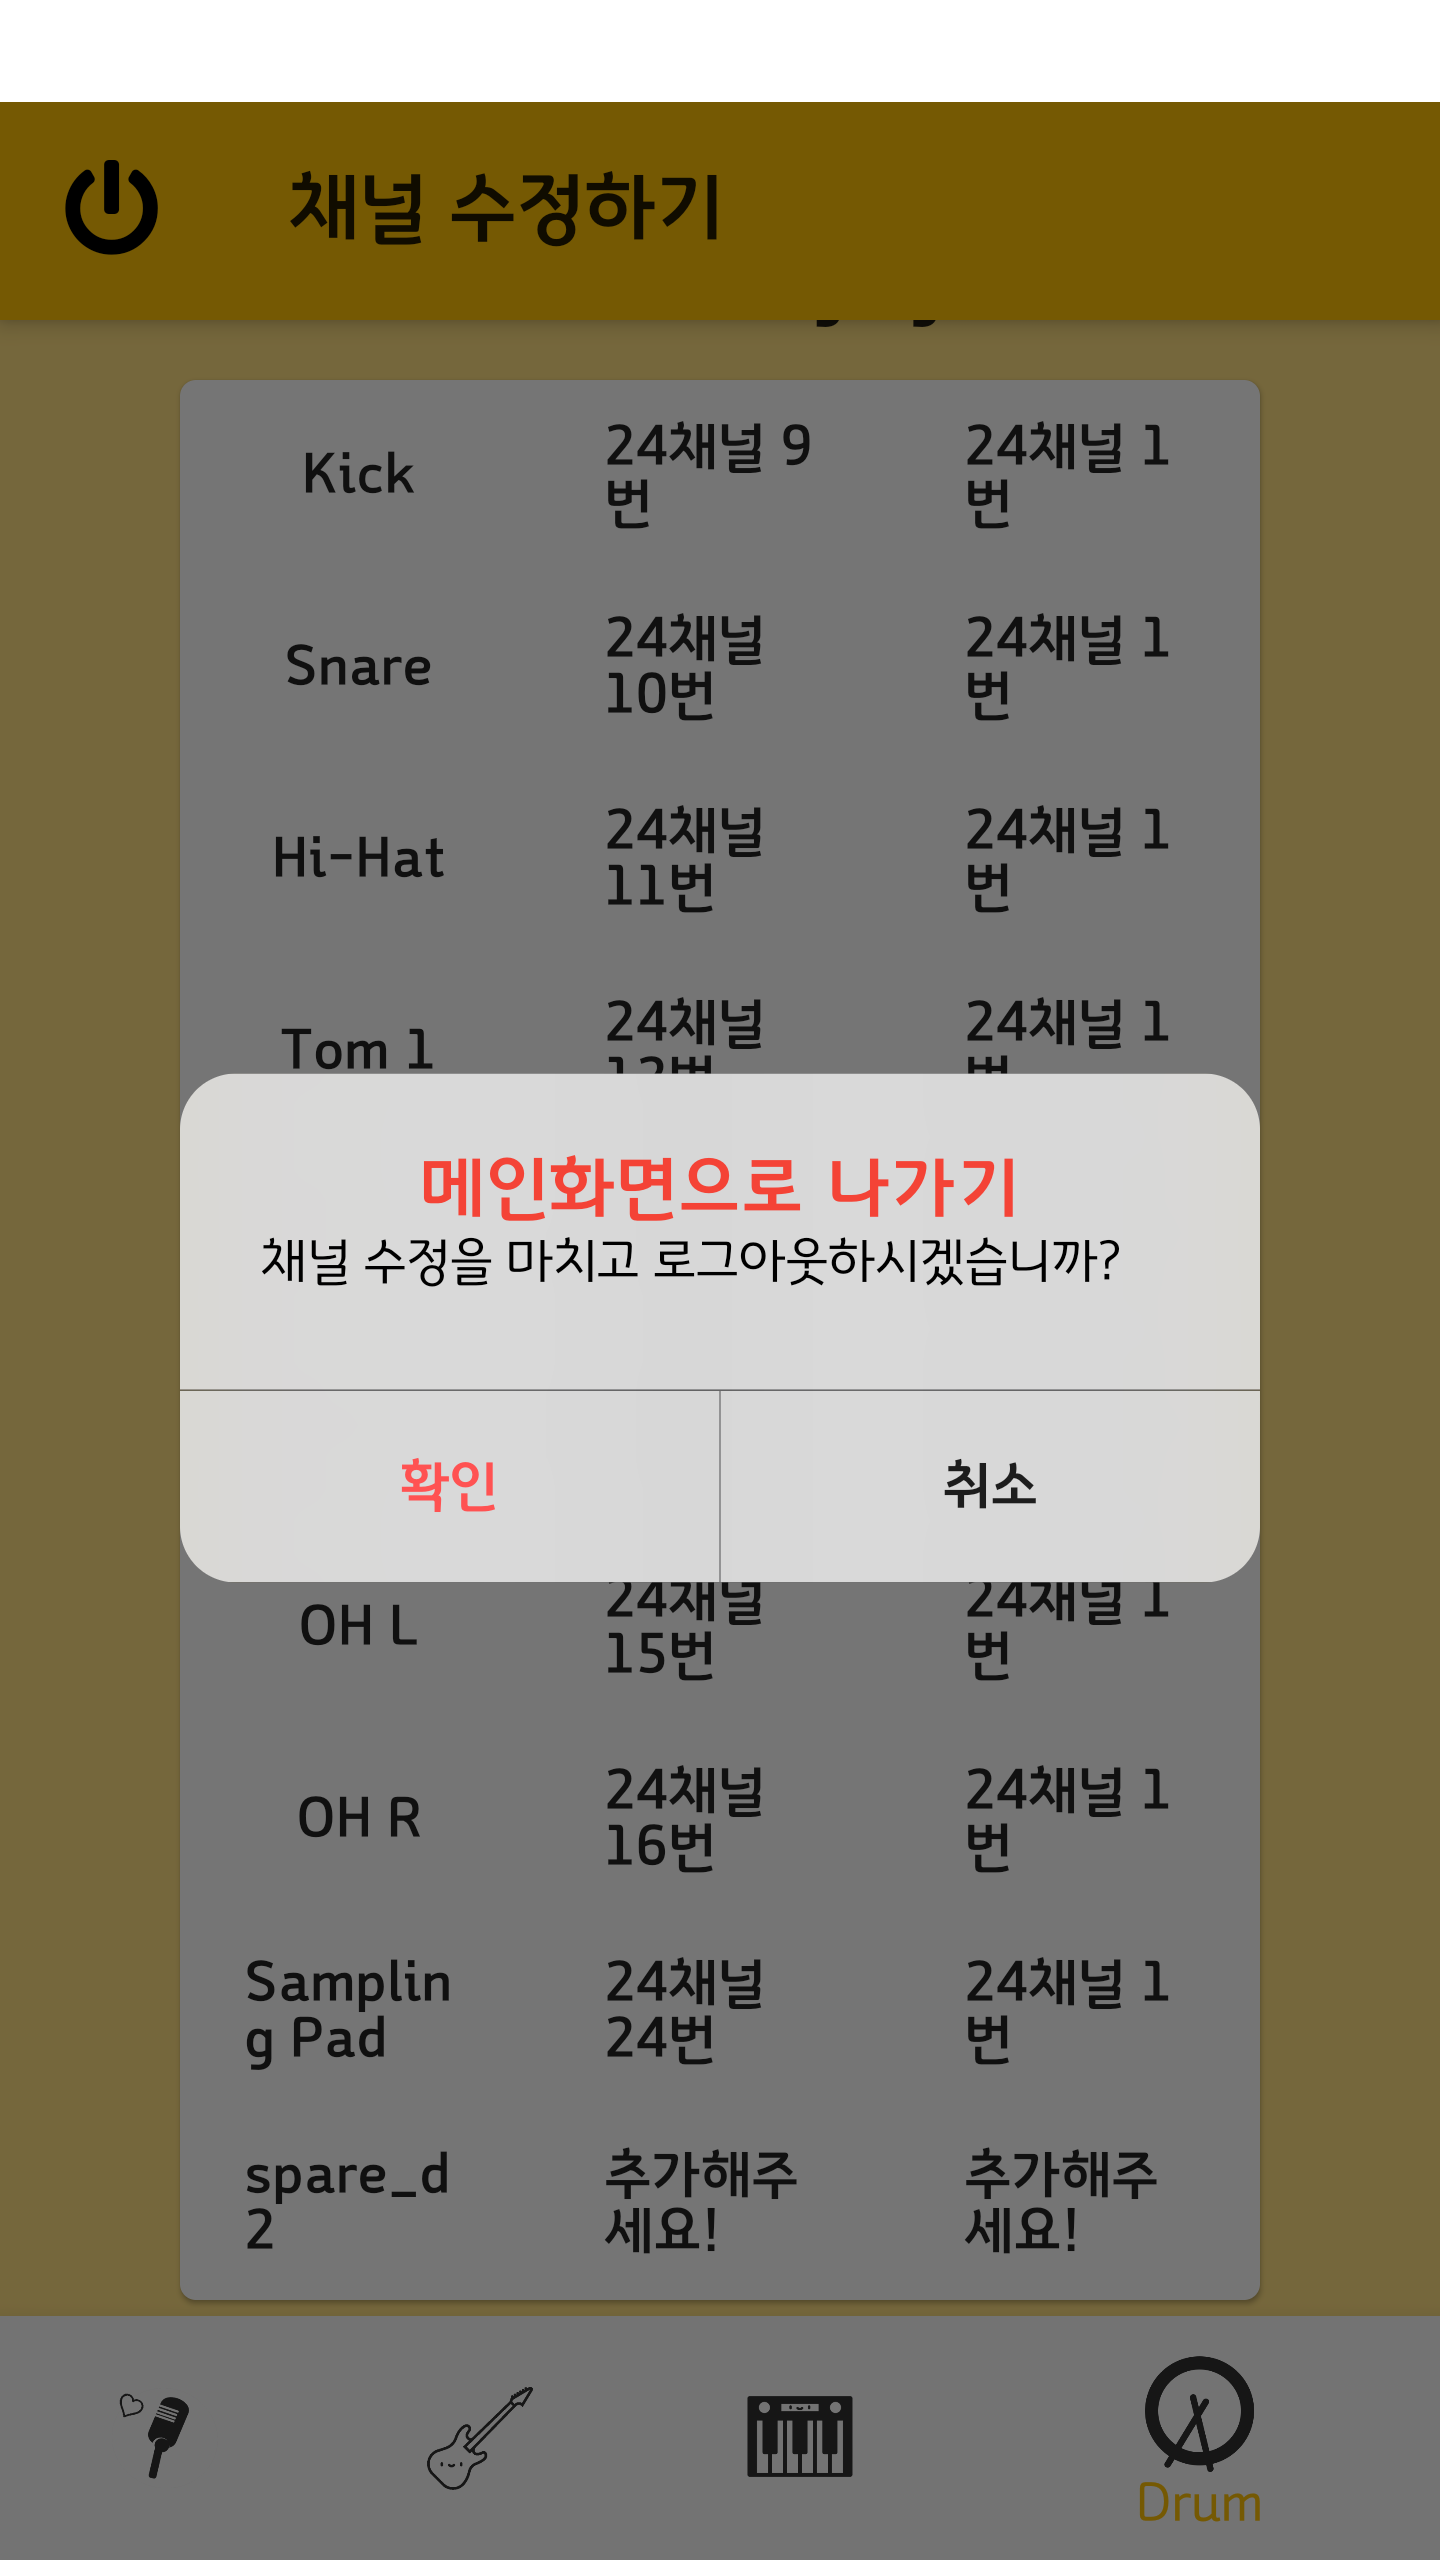 채널 수정하기
Kick
24채널 9
번
24채널 1
번
Snare
24채널
10번
24채널 1
번
Hi-Hat
24채널
11번
24채널 1
번
Tom 1
24채널
12번
24채널 1
번
메인화면으로 나가기
채널 수정을 마치고 로그아웃하시겠습니까?
확인
취소
OH L
24채널
15번
24채널 1
번
OH R
24채널
16번
24채널 1
번
Samplin
g Pad
24채널
24번
24채널 1
번
spare_d
2
추가해주
세요!
추가해주
세요!
Drum